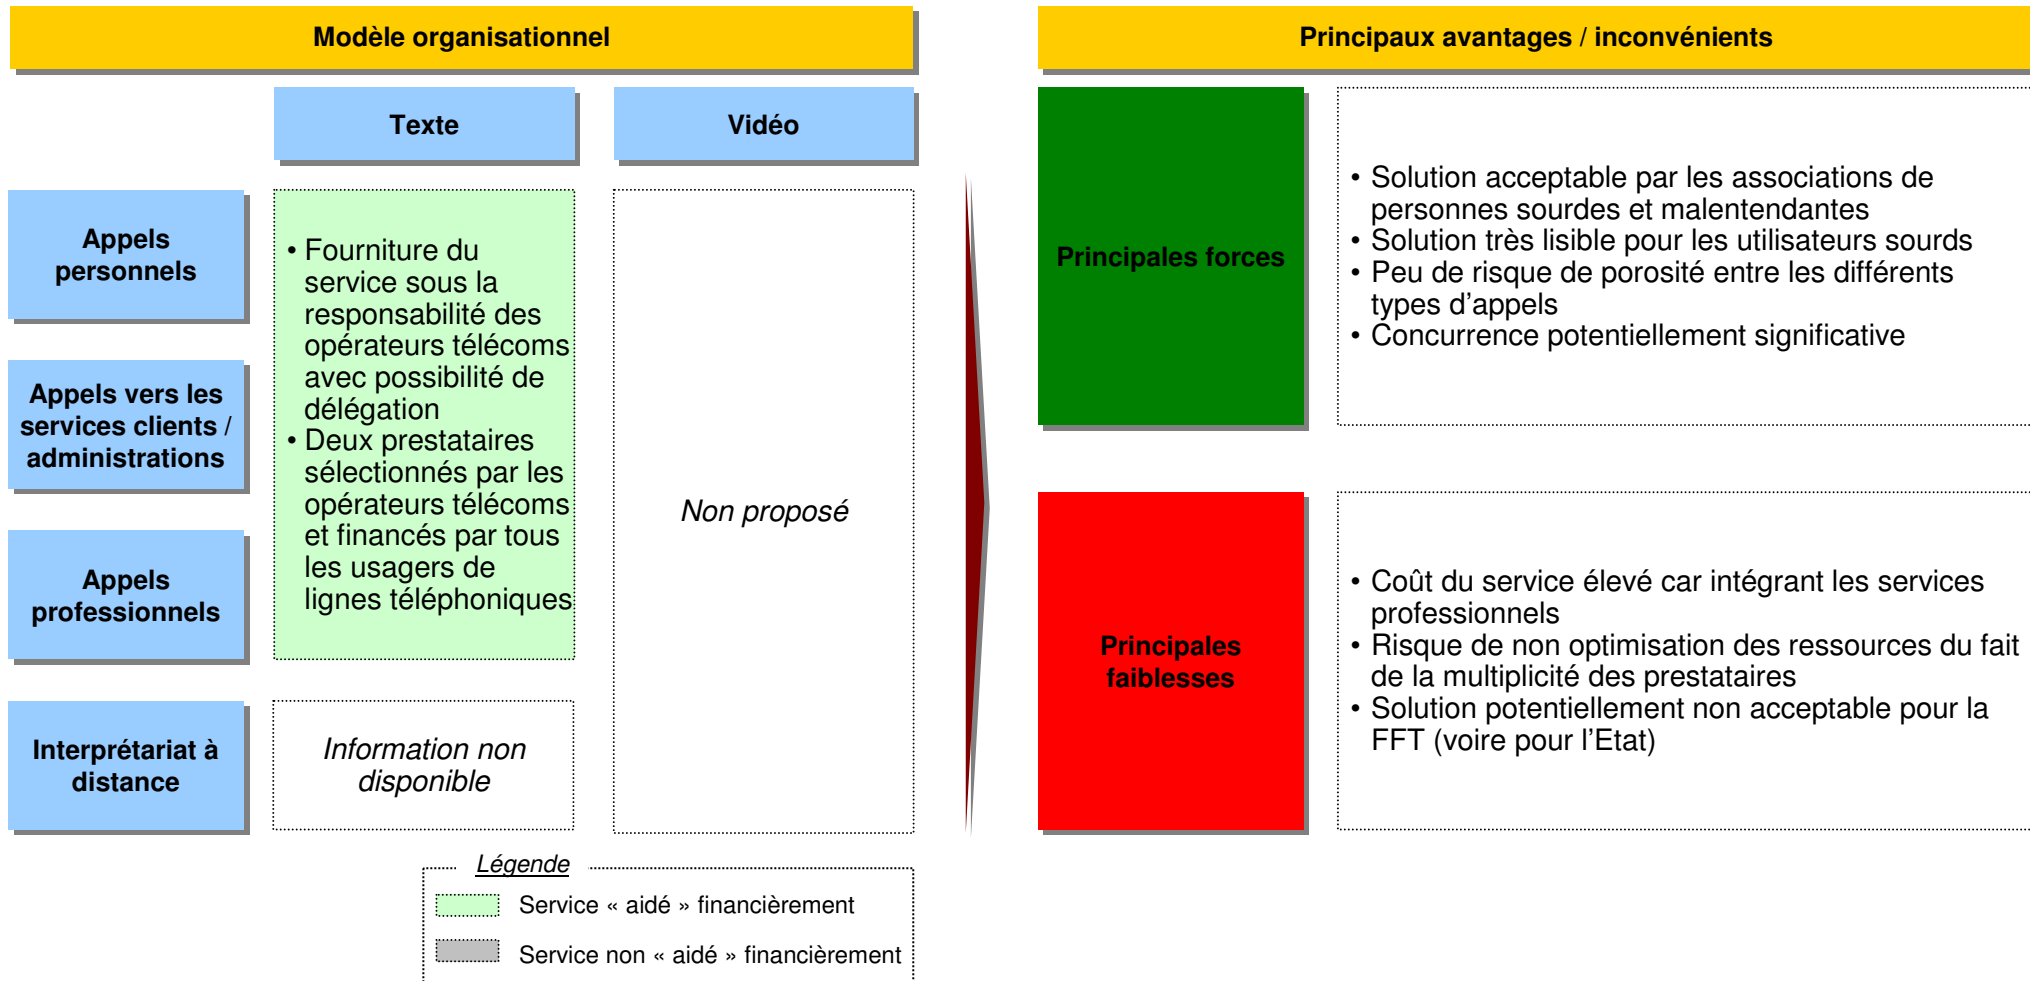 Modèle organisationnel
Texte
Vidéo
Appels
personnels
Appels vers les
services clients /
administrations
Appels
professionnels
Interprétariat à
distance
• Fourniture du
service sous la
responsabilité des
opérateurs télécoms
avec possibilité de
délégation
• Deux prestataires
sélectionnés par les
opérateurs télécoms
et financés par tous
les usagers de
lignes téléphoniques
Information non
disponible
Non proposé
Légende
Service « aidé » financièrement
Service non « aidé » financièrement
Principaux avantages / inconvénients
Principales forces
• Solution acceptable par les associations de
personnes sourdes et malentendantes
• Solution très lisible pour les utilisateurs sourds
• Peu de risque de porosité entre les différents
types d’appels
• Concurrence potentiellement significative
Principales
faiblesses
• Coût du service élevé car intégrant les services
professionnels
• Risque de non optimisation des ressources du fait
de la multiplicité des prestataires
• Solution potentiellement non acceptable pour la
FFT (voire pour l’Etat)